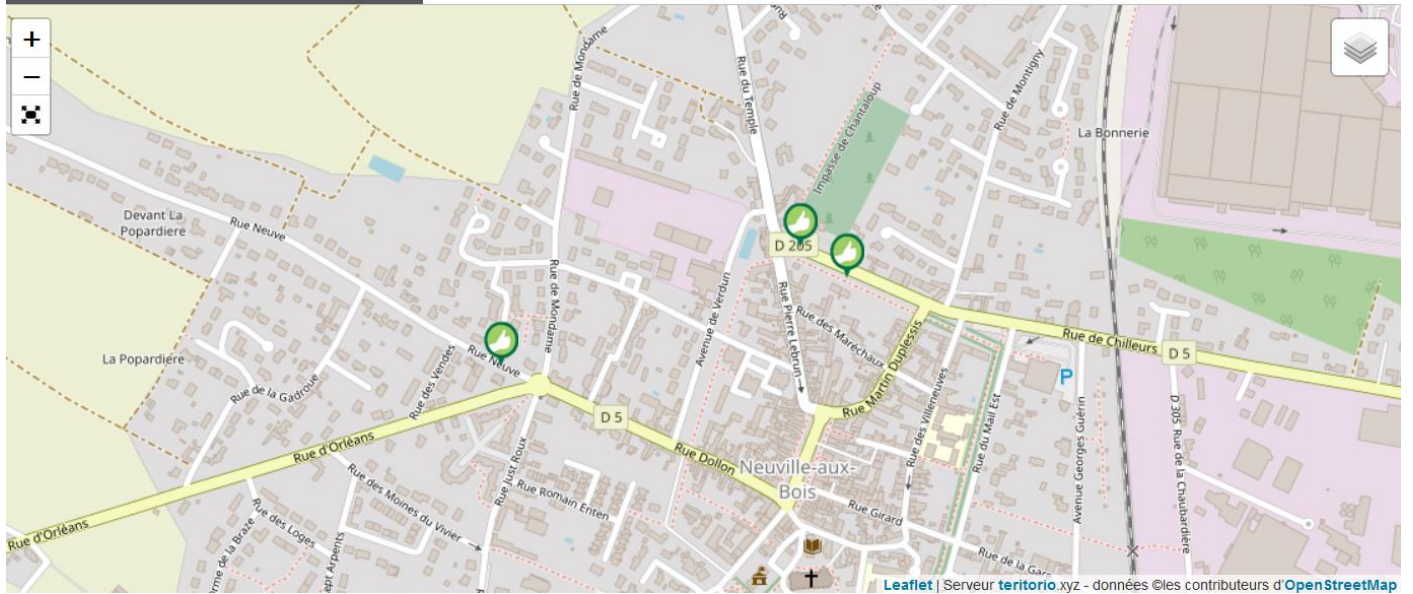 +
−
Rue de Mondame
Rue du Temple
Impasse de Chantaloup
Rue de Montigny
La Bonnerie
Devant La
Popardiere
Rue Neuve
D 205
Rue de Mondame
Avenue de Verdun
Rue Pierre Lebrun
Rue des Maréchaux
Rue Martin Duplessis
Rue de Chilleurs
D 5
La Popardiere
Rue de la Gadroue
Rue des Vendes
Rue Neuve
D 5
P
Rue des Villeneuves
Rue du Mail Est
Avenue Georges Guérin
D 305 Rue de la Chaubardière
Rue d'Orléans
Rue Just Roux
Rue Dollon
Neuville-aux-
Bois
Rue des Moines du Vivier
Rue Romain Enten
Rue Girard
Rue d'Orléans
Rue des Loges
Rue de la Gare
Leaflet | Serveur teritorio.xyz - données ©les contributeurs d'OpenStreetMap